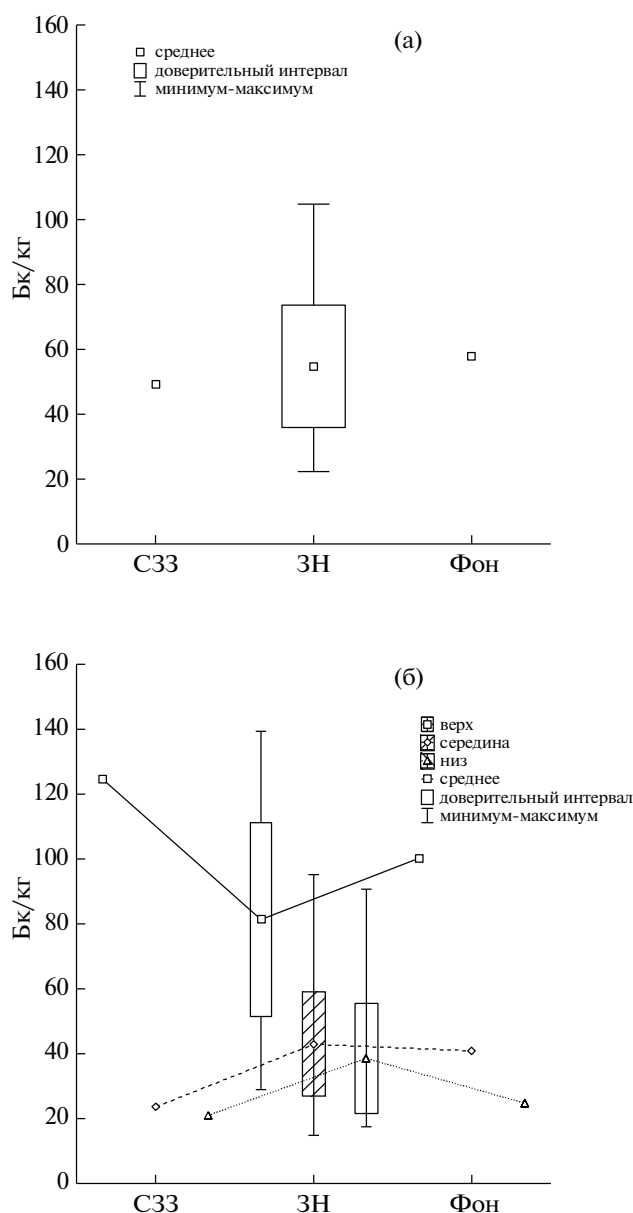 160
(а)
среднее
доверительный интервал
минимум-максимум
140
120
100
80
60
40
20
0
Бк/кг
СЗЗ ЗН Фон
160
(б)
верх
середина
низ
среднее
доверительный интервал
минимум-максимум
140
120
100
80
60
40
20
0
Бк/кг
СЗЗ ЗН Фон